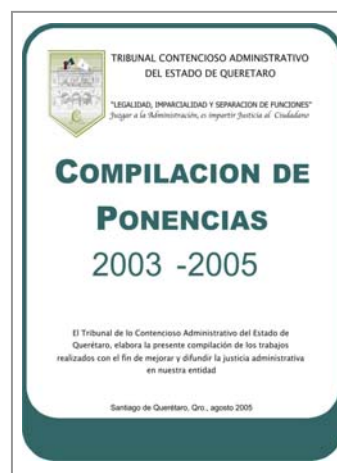 TRIBUNAL CONTENCIOSO ADMINISTRATIVO
DEL ESTADO DE QUERETARO
"LEGALIDAD, IMPARCIALIDAD Y SEPARACION DE FUNCIONES"
Juzgar a la Administración, es impartir Justicia al Ciudadano
COMPILACION DE
PONENCIAS
2003 -2005
El Tribunal de lo Contencioso Administrativo del Estado de
Querétaro, elabora la presente compilación de los trabajos
realizados con el fin de mejorar y difundir la justicia administrativa
en nuestra entidad
Santiago de Querétaro, Qro., agosto 2005